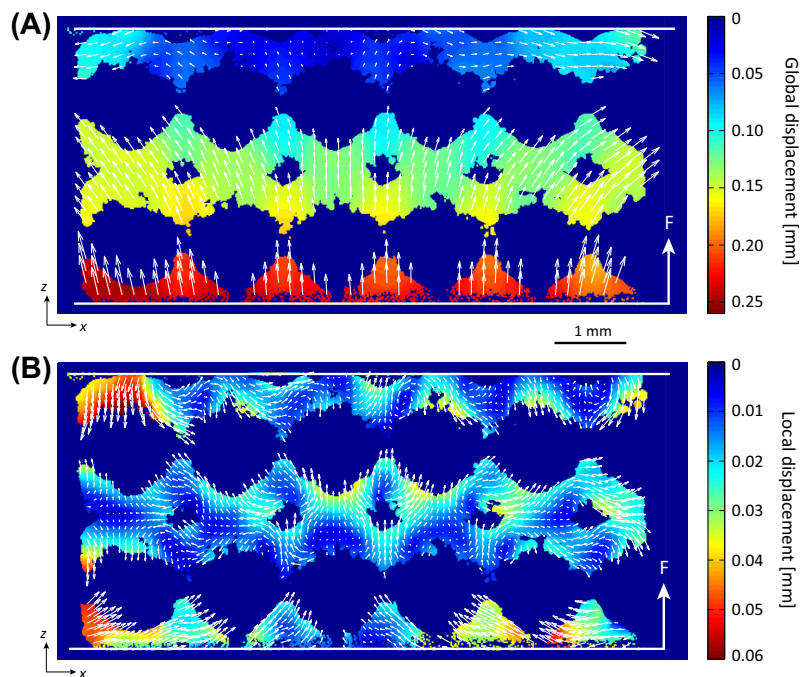 (A)
0
0.05
0.10
0.15
0.20
0.25
Global displacement [mm]
F
z
x
1 mm
(B)
0
0.01
0.02
0.03
0.04
0.05
0.06
Local displacement [mm]
F
z
x